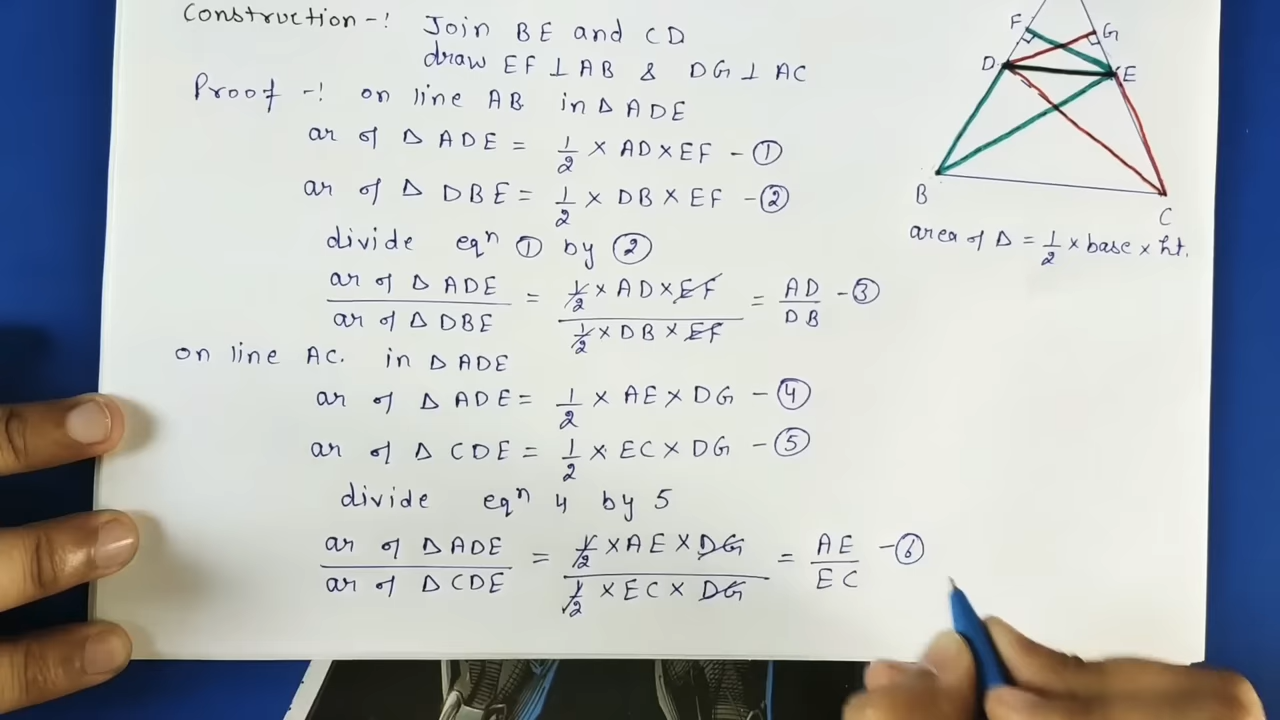 Construction -: Join BE and CD
draw EF ⊥ AB & DG ⊥ AC
Proof -: on line AB in Δ ADE
ar of Δ ADE = 1/2 × AD × EF - ①
ar of Δ DBE = 1/2 × DB × EF - ②
divide eqⁿ ① by ②
ar of Δ ADE / ar of Δ DBE = 1/2 × AD × EF / 1/2 × DB × EF = AD / DB - ③
on line AC. in Δ ADE
ar of Δ ADE = 1/2 × AE × DG - ④
ar of Δ CDE = 1/2 × EC × DG - ⑤
divide eqⁿ 4 by 5
ar of Δ ADE / ar of Δ CDE = 1/2 × AE × DG / 1/2 × EC × DG = AE / EC - ⑥
F
G
D
E
B
C
area of Δ = 1/2 × base × ht.